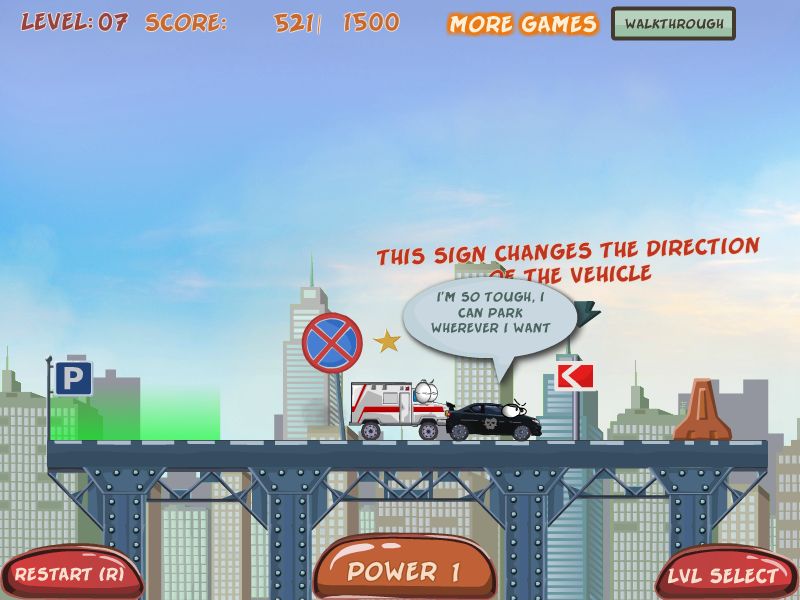 LEVEL: 07 SCORE: 521| 1500 MORE GAMES WALKTHROUGH
THIS SIGN CHANGES THE DIRECTION
OF THE VEHICLE
I'M SO TOUGH, I
CAN PARK
WHEREVER I WANT
P
RESTART (R) POWER 1 LVL SELECT